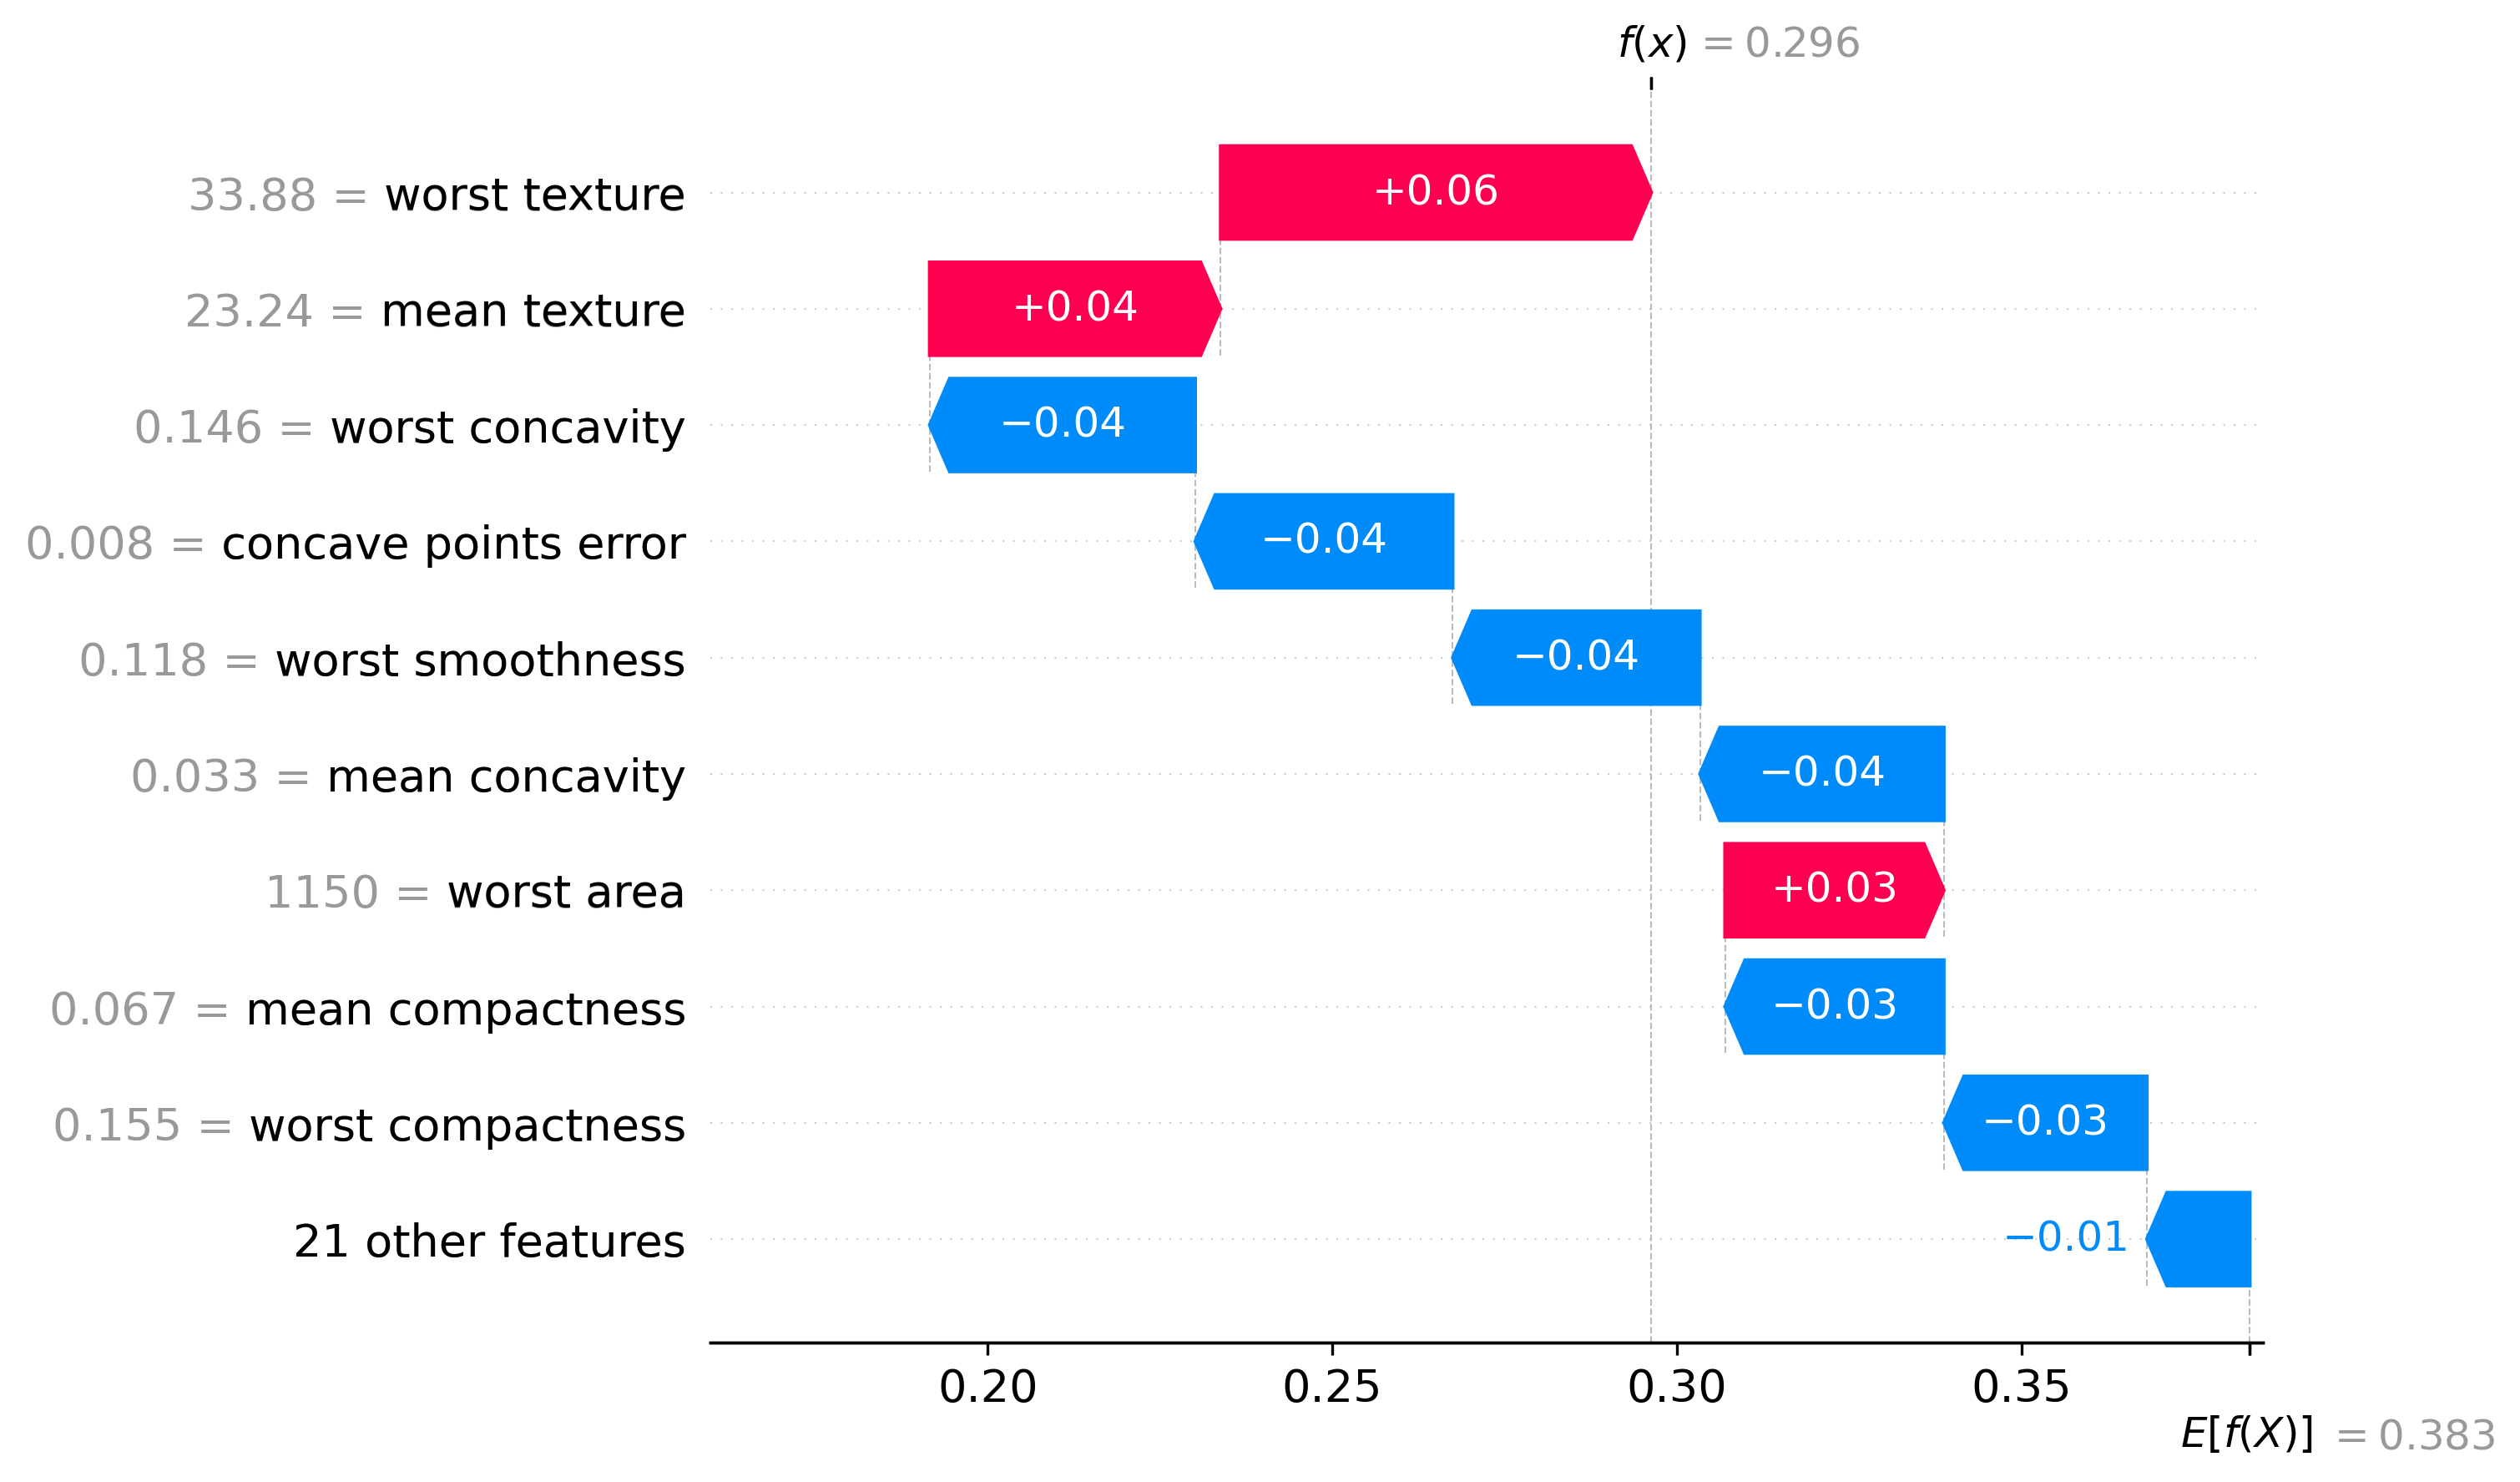 f(x) = 0.296
33.88 = worst texture
+0.06
23.24 = mean texture
+0.04
0.146 = worst concavity
−0.04
0.008 = concave points error
−0.04
0.118 = worst smoothness
−0.04
0.033 = mean concavity
−0.04
1150 = worst area
+0.03
0.067 = mean compactness
−0.03
0.155 = worst compactness
−0.03
21 other features
−0.01
0.20 0.25 0.30 0.35
E[f(X)] = 0.383